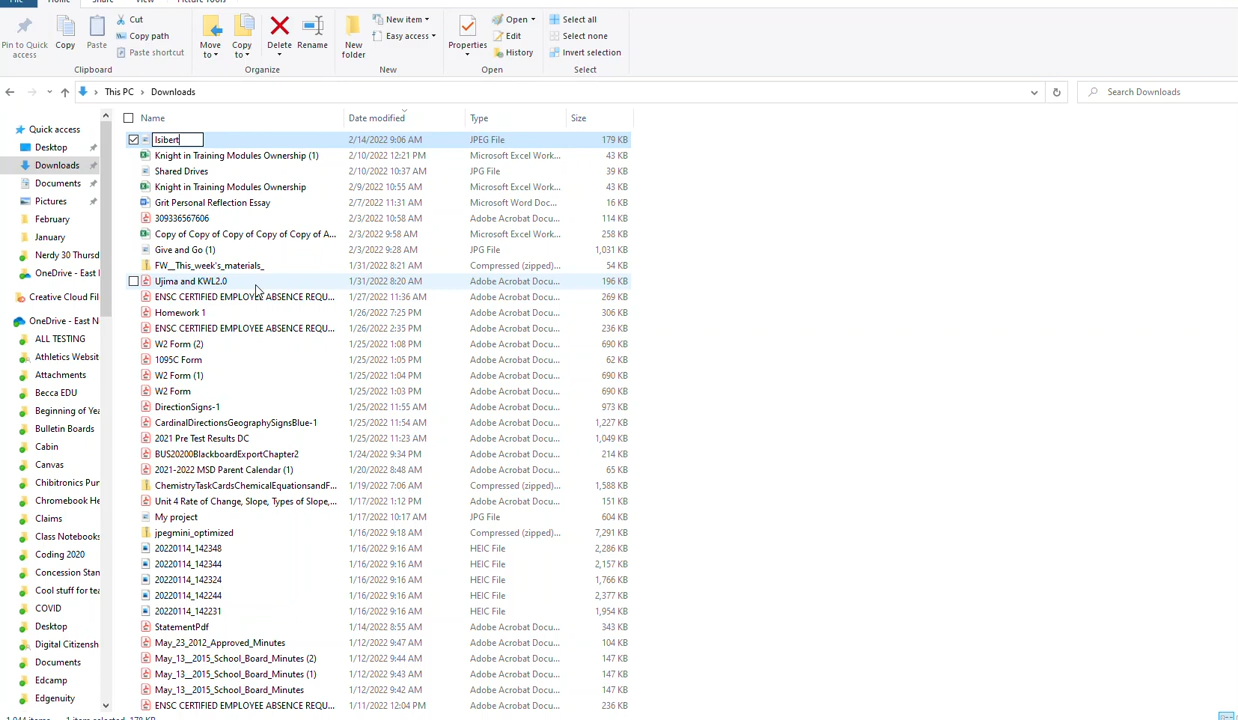 File Home Share View Picture Tools
Pin to Quick access
Copy
Paste
Cut
Copy path
Paste shortcut
Move to
Copy to
Delete
Rename
New folder
New item
Easy access
Properties
Open
Edit
History
Select all
Select none
Invert selection
Clipboard Organize New Open Select
This PC Downloads Search Downloads
Name Date modified Type Size
lsibert 2/14/2022 9:06 AM JPEG File 179 KB
Knight in Training Modules Ownership (1) 2/10/2022 12:21 PM Microsoft Excel Work... 43 KB
Shared Drives 2/10/2022 10:37 AM JPG File 39 KB
Knight in Training Modules Ownership 2/9/2022 10:55 AM Microsoft Excel Work... 43 KB
Grit Personal Reflection Essay 2/7/2022 11:31 AM Microsoft Word Doc... 16 KB
309336567606 2/3/2022 10:58 AM Adobe Acrobat Docu... 114 KB
Copy of Copy of Copy of Copy of Copy of A... 2/3/2022 9:58 AM Microsoft Excel Work... 258 KB
Give and Go (1) 2/3/2022 9:28 AM JPG File 1,031 KB
FW__This_week's_materials_ 1/31/2022 8:21 AM Compressed (zipped)... 54 KB
Ujima and KWL2.0 1/31/2022 8:20 AM Adobe Acrobat Docu... 196 KB
ENSC CERTIFIED EMPLOYEE ABSENCE REQU... 1/27/2022 11:36 AM Adobe Acrobat Docu... 269 KB
Homework 1 1/26/2022 7:25 PM Adobe Acrobat Docu... 306 KB
ENSC CERTIFIED EMPLOYEE ABSENCE REQU... 1/26/2022 2:35 PM Adobe Acrobat Docu... 236 KB
W2 Form (2) 1/25/2022 1:08 PM Adobe Acrobat Docu... 690 KB
1095C Form 1/25/2022 1:05 PM Adobe Acrobat Docu... 62 KB
W2 Form (1) 1/25/2022 1:04 PM Adobe Acrobat Docu... 690 KB
W2 Form 1/25/2022 1:03 PM Adobe Acrobat Docu... 690 KB
DirectionSigns-1 1/25/2022 11:55 AM Adobe Acrobat Docu... 973 KB
CardinalDirectionsGeographySignsBlue-1 1/25/2022 11:54 AM Adobe Acrobat Docu... 1,227 KB
2021 Pre Test Results DC 1/25/2022 11:23 AM Adobe Acrobat Docu... 1,049 KB
BUS20200BlackboardExportChapter2 1/24/2022 9:34 PM Adobe Acrobat Docu... 214 KB
2021-2022 MSD Parent Calendar (1) 1/20/2022 8:48 AM Adobe Acrobat Docu... 65 KB
ChemistryTaskCardsChemicalEquationsandF... 1/19/2022 7:06 AM Compressed (zipped)... 1,588 KB
Unit 4 Rate of Change, Slope, Types of Slope,... 1/17/2022 1:12 PM Adobe Acrobat Docu... 151 KB
My project 1/17/2022 10:17 AM JPG File 604 KB
jpegmini_optimized 1/16/2022 9:18 AM Compressed (zipped)... 7,291 KB
20220114_142348 1/16/2022 9:16 AM HEIC File 2,286 KB
20220114_142344 1/16/2022 9:16 AM HEIC File 2,157 KB
20220114_142324 1/16/2022 9:16 AM HEIC File 1,766 KB
20220114_142244 1/16/2022 9:16 AM HEIC File 2,377 KB
20220114_142231 1/16/2022 9:16 AM HEIC File 1,954 KB
StatementPdf 1/14/2022 8:55 AM Adobe Acrobat Docu... 343 KB
May_23_2012_Approved_Minutes 1/12/2022 9:47 AM Adobe Acrobat Docu... 104 KB
May_13__2015_School_Board_Minutes (2) 1/12/2022 9:44 AM Adobe Acrobat Docu... 147 KB
May_13__2015_School_Board_Minutes (1) 1/12/2022 9:43 AM Adobe Acrobat Docu... 147 KB
May_13__2015_School_Board_Minutes 1/12/2022 9:42 AM Adobe Acrobat Docu... 147 KB
ENSC CERTIFIED EMPLOYEE ABSENCE REQU... 1/11/2022 12:04 PM Adobe Acrobat Docu... 236 KB
Quick access
Desktop
Downloads
Documents
Pictures
February
January
Nerdy 30 Thursd
OneDrive - East
Creative Cloud Fil
OneDrive - East N
ALL TESTING
Athletics Websit
Attachments
Becca EDU
Beginning of Yea
Bulletin Boards
Cabin
Canvas
Chibitronics Pur
Chromebook He
Claims
Class Notebooks
Coding 2020
Concession Stan
Cool stuff for tea
COVID
Desktop
Digital Citizensh
Documents
Edcamp
Edgenuity
1,044 items 1 item selected 178 KB